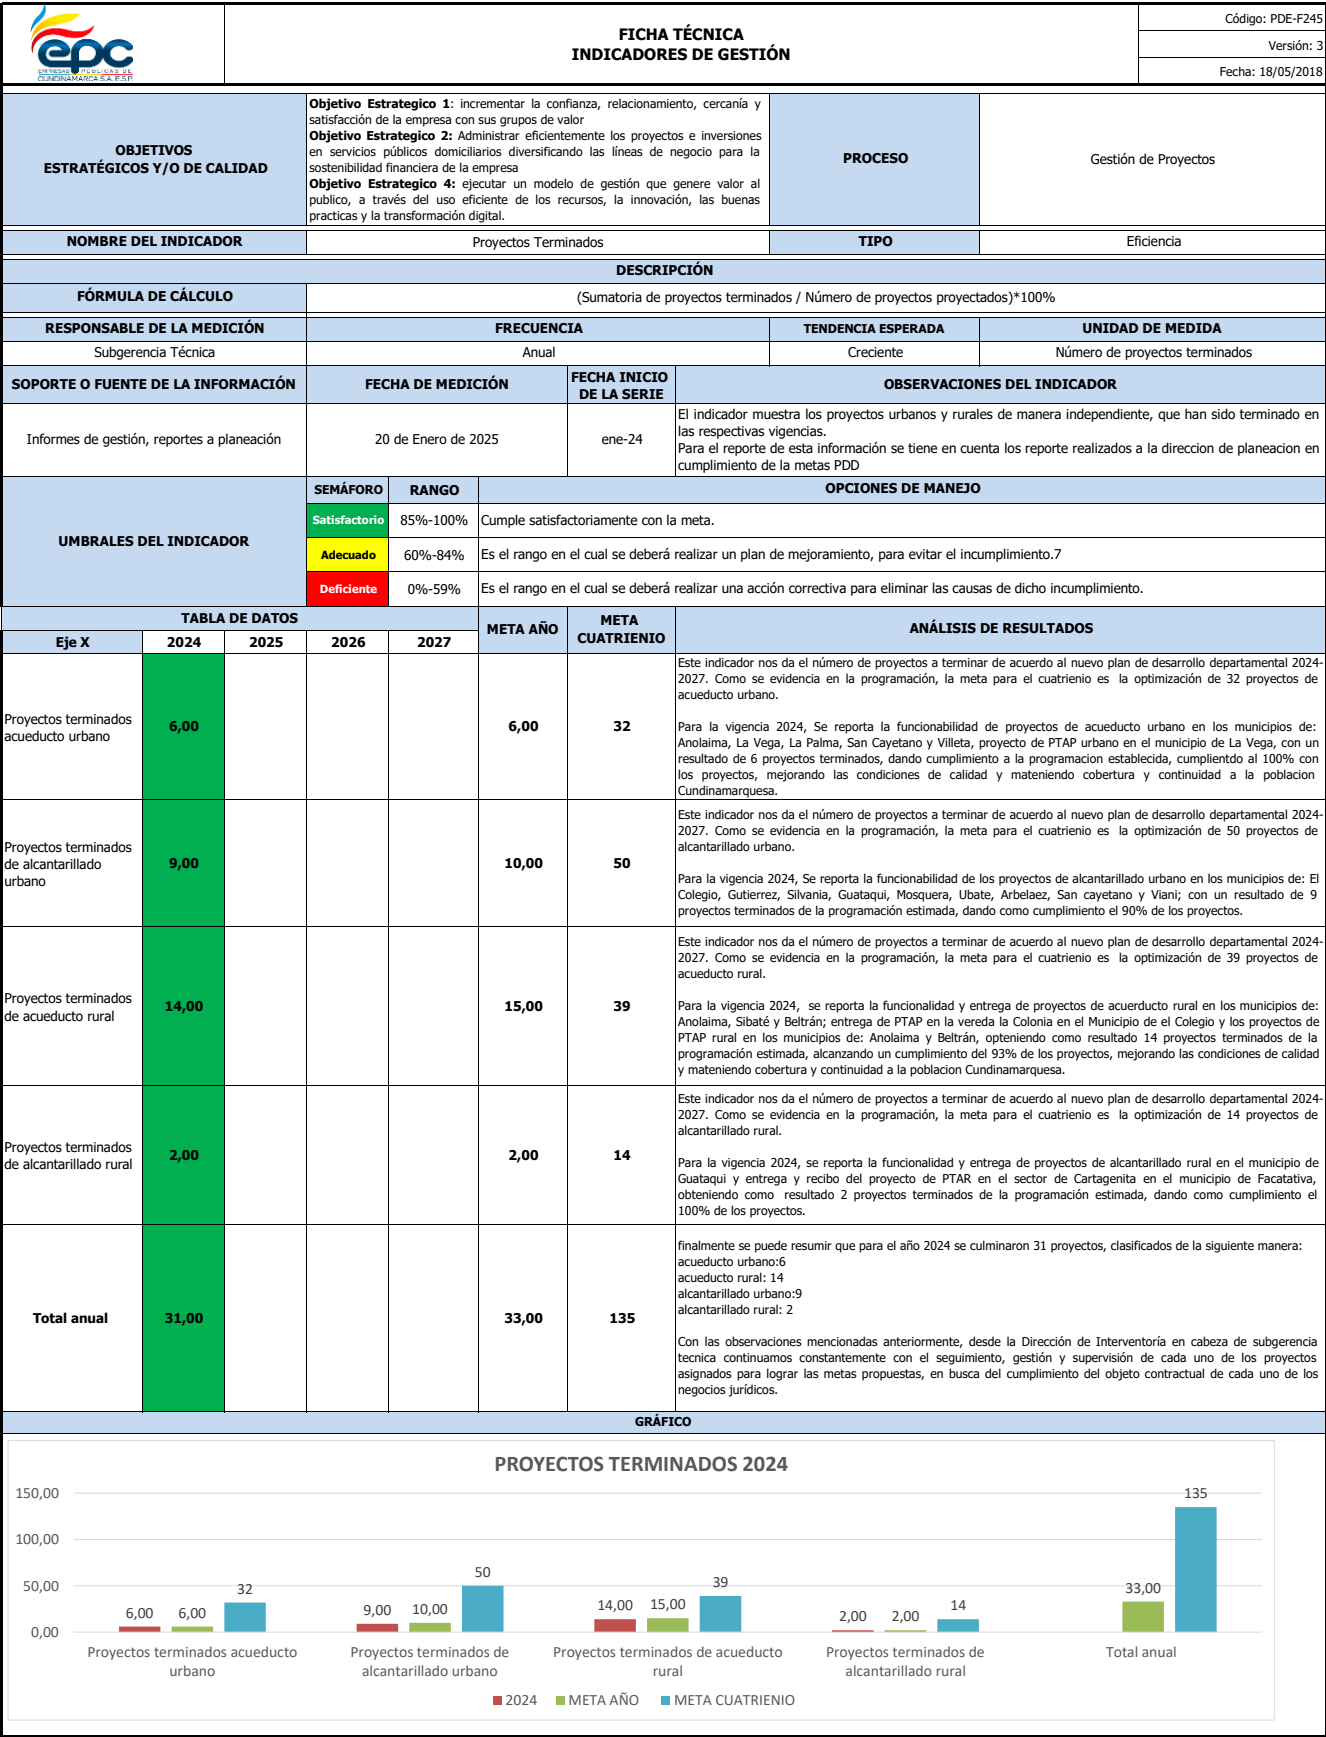 epc
EMPRESAS PÚBLICAS DE
CUNDINAMARCA S.A. E.S.P.
FICHA TÉCNICA
INDICADORES DE GESTIÓN
Código: PDE-F245
Versión: 3
Fecha: 18/05/2018
OBJETIVOS
ESTRATÉGICOS Y/O DE CALIDAD
Objetivo Estrategico 1: incrementar la confianza, relacionamiento, cercanía y
satisfacción de la empresa con sus grupos de valor
Objetivo Estrategico 2: Administrar eficientemente los proyectos e inversiones
en servicios públicos domiciliarios diversificando las líneas de negocio para la
sostenibilidad financiera de la empresa
Objetivo Estrategico 4: ejecutar un modelo de gestión que genere valor al
publico, a través del uso eficiente de los recursos, la innovación, las buenas
practicas y la transformación digital.
PROCESO
Gestión de Proyectos
NOMBRE DEL INDICADOR
Proyectos Terminados
TIPO
Eficiencia
DESCRIPCIÓN
FÓRMULA DE CÁLCULO
(Sumatoria de proyectos terminados / Número de proyectos proyectados)*100%
RESPONSABLE DE LA MEDICIÓN
FRECUENCIA
TENDENCIA ESPERADA
UNIDAD DE MEDIDA
Subgerencia Técnica
Anual
Creciente
Número de proyectos terminados
SOPORTE O FUENTE DE LA INFORMACIÓN
FECHA DE MEDICIÓN
FECHA INICIO
DE LA SERIE
OBSERVACIONES DEL INDICADOR
Informes de gestión, reportes a planeación
20 de Enero de 2025
ene-24
El indicador muestra los proyectos urbanos y rurales de manera independiente, que han sido terminado en
las respectivas vigencias.
Para el reporte de esta información se tiene en cuenta los reporte realizados a la direccion de planeacion en
cumplimiento de la metas PDD
UMBRALES DEL INDICADOR
SEMÁFORO
RANGO
OPCIONES DE MANEJO
Satisfactorio
85%-100%
Cumple satisfactoriamente con la meta.
Adecuado
60%-84%
Es el rango en el cual se deberá realizar un plan de mejoramiento, para evitar el incumplimiento.7
Deficiente
0%-59%
Es el rango en el cual se deberá realizar una acción correctiva para eliminar las causas de dicho incumplimiento.
TABLA DE DATOS
META AÑO
META
CUATRIENIO
ANÁLISIS DE RESULTADOS
Eje X
2024
2025
2026
2027
Proyectos terminados
acueducto urbano
6,00
6,00
32
Este indicador nos da el número de proyectos a terminar de acuerdo al nuevo plan de desarrollo departamental 2024-
2027. Como se evidencia en la programación, la meta para el cuatrienio es la optimización de 32 proyectos de
acueducto urbano.
Para la vigencia 2024, Se reporta la funcionabilidad de proyectos de acueducto urbano en los municipios de:
Anolaima, La Vega, La Palma, San Cayetano y Villeta, proyecto de PTAP urbano en el municipio de La Vega, con un
resultado de 6 proyectos terminados, dando cumplimiento a la programacion establecida, cumplientdo al 100% con
los proyectos, mejorando las condiciones de calidad y mateniendo cobertura y continuidad a la poblacion
Cundinamarquesa.
Proyectos terminados
de alcantarillado
urbano
9,00
10,00
50
Este indicador nos da el número de proyectos a terminar de acuerdo al nuevo plan de desarrollo departamental 2024-
2027. Como se evidencia en la programación, la meta para el cuatrienio es la optimización de 50 proyectos de
alcantarillado urbano.
Para la vigencia 2024, Se reporta la funcionabilidad de los proyectos de alcantarillado urbano en los municipios de: El
Colegio, Gutierrez, Silvania, Guataqui, Mosquera, Ubate, Arbelaez, San cayetano y Viani; con un resultado de 9
proyectos terminados de la programación estimada, dando como cumplimiento el 90% de los proyectos.
Proyectos terminados
de acueducto rural
14,00
15,00
39
Este indicador nos da el número de proyectos a terminar de acuerdo al nuevo plan de desarrollo departamental 2024-
2027. Como se evidencia en la programación, la meta para el cuatrienio es la optimización de 39 proyectos de
acueducto rural.
Para la vigencia 2024, se reporta la funcionalidad y entrega de proyectos de acuerducto rural en los municipios de:
Anolaima, Sibaté y Beltrán; entrega de PTAP en la vereda la Colonia en el Municipio de el Colegio y los proyectos de
PTAP rural en los municipios de: Anolaima y Beltrán, opteniendo como resultado 14 proyectos terminados de la
programación estimada, alcanzando un cumplimiento del 93% de los proyectos, mejorando las condiciones de calidad
y mateniendo cobertura y continuidad a la poblacion Cundinamarquesa.
Proyectos terminados
de alcantarillado rural
2,00
2,00
14
Este indicador nos da el número de proyectos a terminar de acuerdo al nuevo plan de desarrollo departamental 2024-
2027. Como se evidencia en la programación, la meta para el cuatrienio es la optimización de 14 proyectos de
alcantarillado rural.
Para la vigencia 2024, se reporta la funcionalidad y entrega de proyectos de alcantarillado rural en el municipio de
Guataqui y entrega y recibo del proyecto de PTAR en el sector de Cartagenita en el municipio de Facatativa,
obteniendo como resultado 2 proyectos terminados de la programación estimada, dando como cumplimiento el
100% de los proyectos.
Total anual
31,00
33,00
135
finalmente se puede resumir que para el año 2024 se culminaron 31 proyectos, clasificados de la siguiente manera:
acueducto urbano:6
acueducto rural: 14
alcantarillado urbano:9
alcantarillado rural: 2
Con las observaciones mencionadas anteriormente, desde la Dirección de Interventoría en cabeza de subgerencia
tecnica continuamos constantemente con el seguimiento, gestión y supervisión de cada uno de los proyectos
asignados para lograr las metas propuestas, en busca del cumplimiento del objeto contractual de cada uno de los
negocios jurídicos.
GRÁFICO
PROYECTOS TERMINADOS 2024
150,00
100,00
50,00
0,00
6,00
6,00
32
9,00
10,00
50
14,00
15,00
39
2,00
2,00
14
33,00
135
Proyectos terminados acueducto
urbano
Proyectos terminados de
alcantarillado urbano
Proyectos terminados de acueducto
rural
Proyectos terminados de
alcantarillado rural
Total anual
2024
META AÑO
META CUATRIENIO